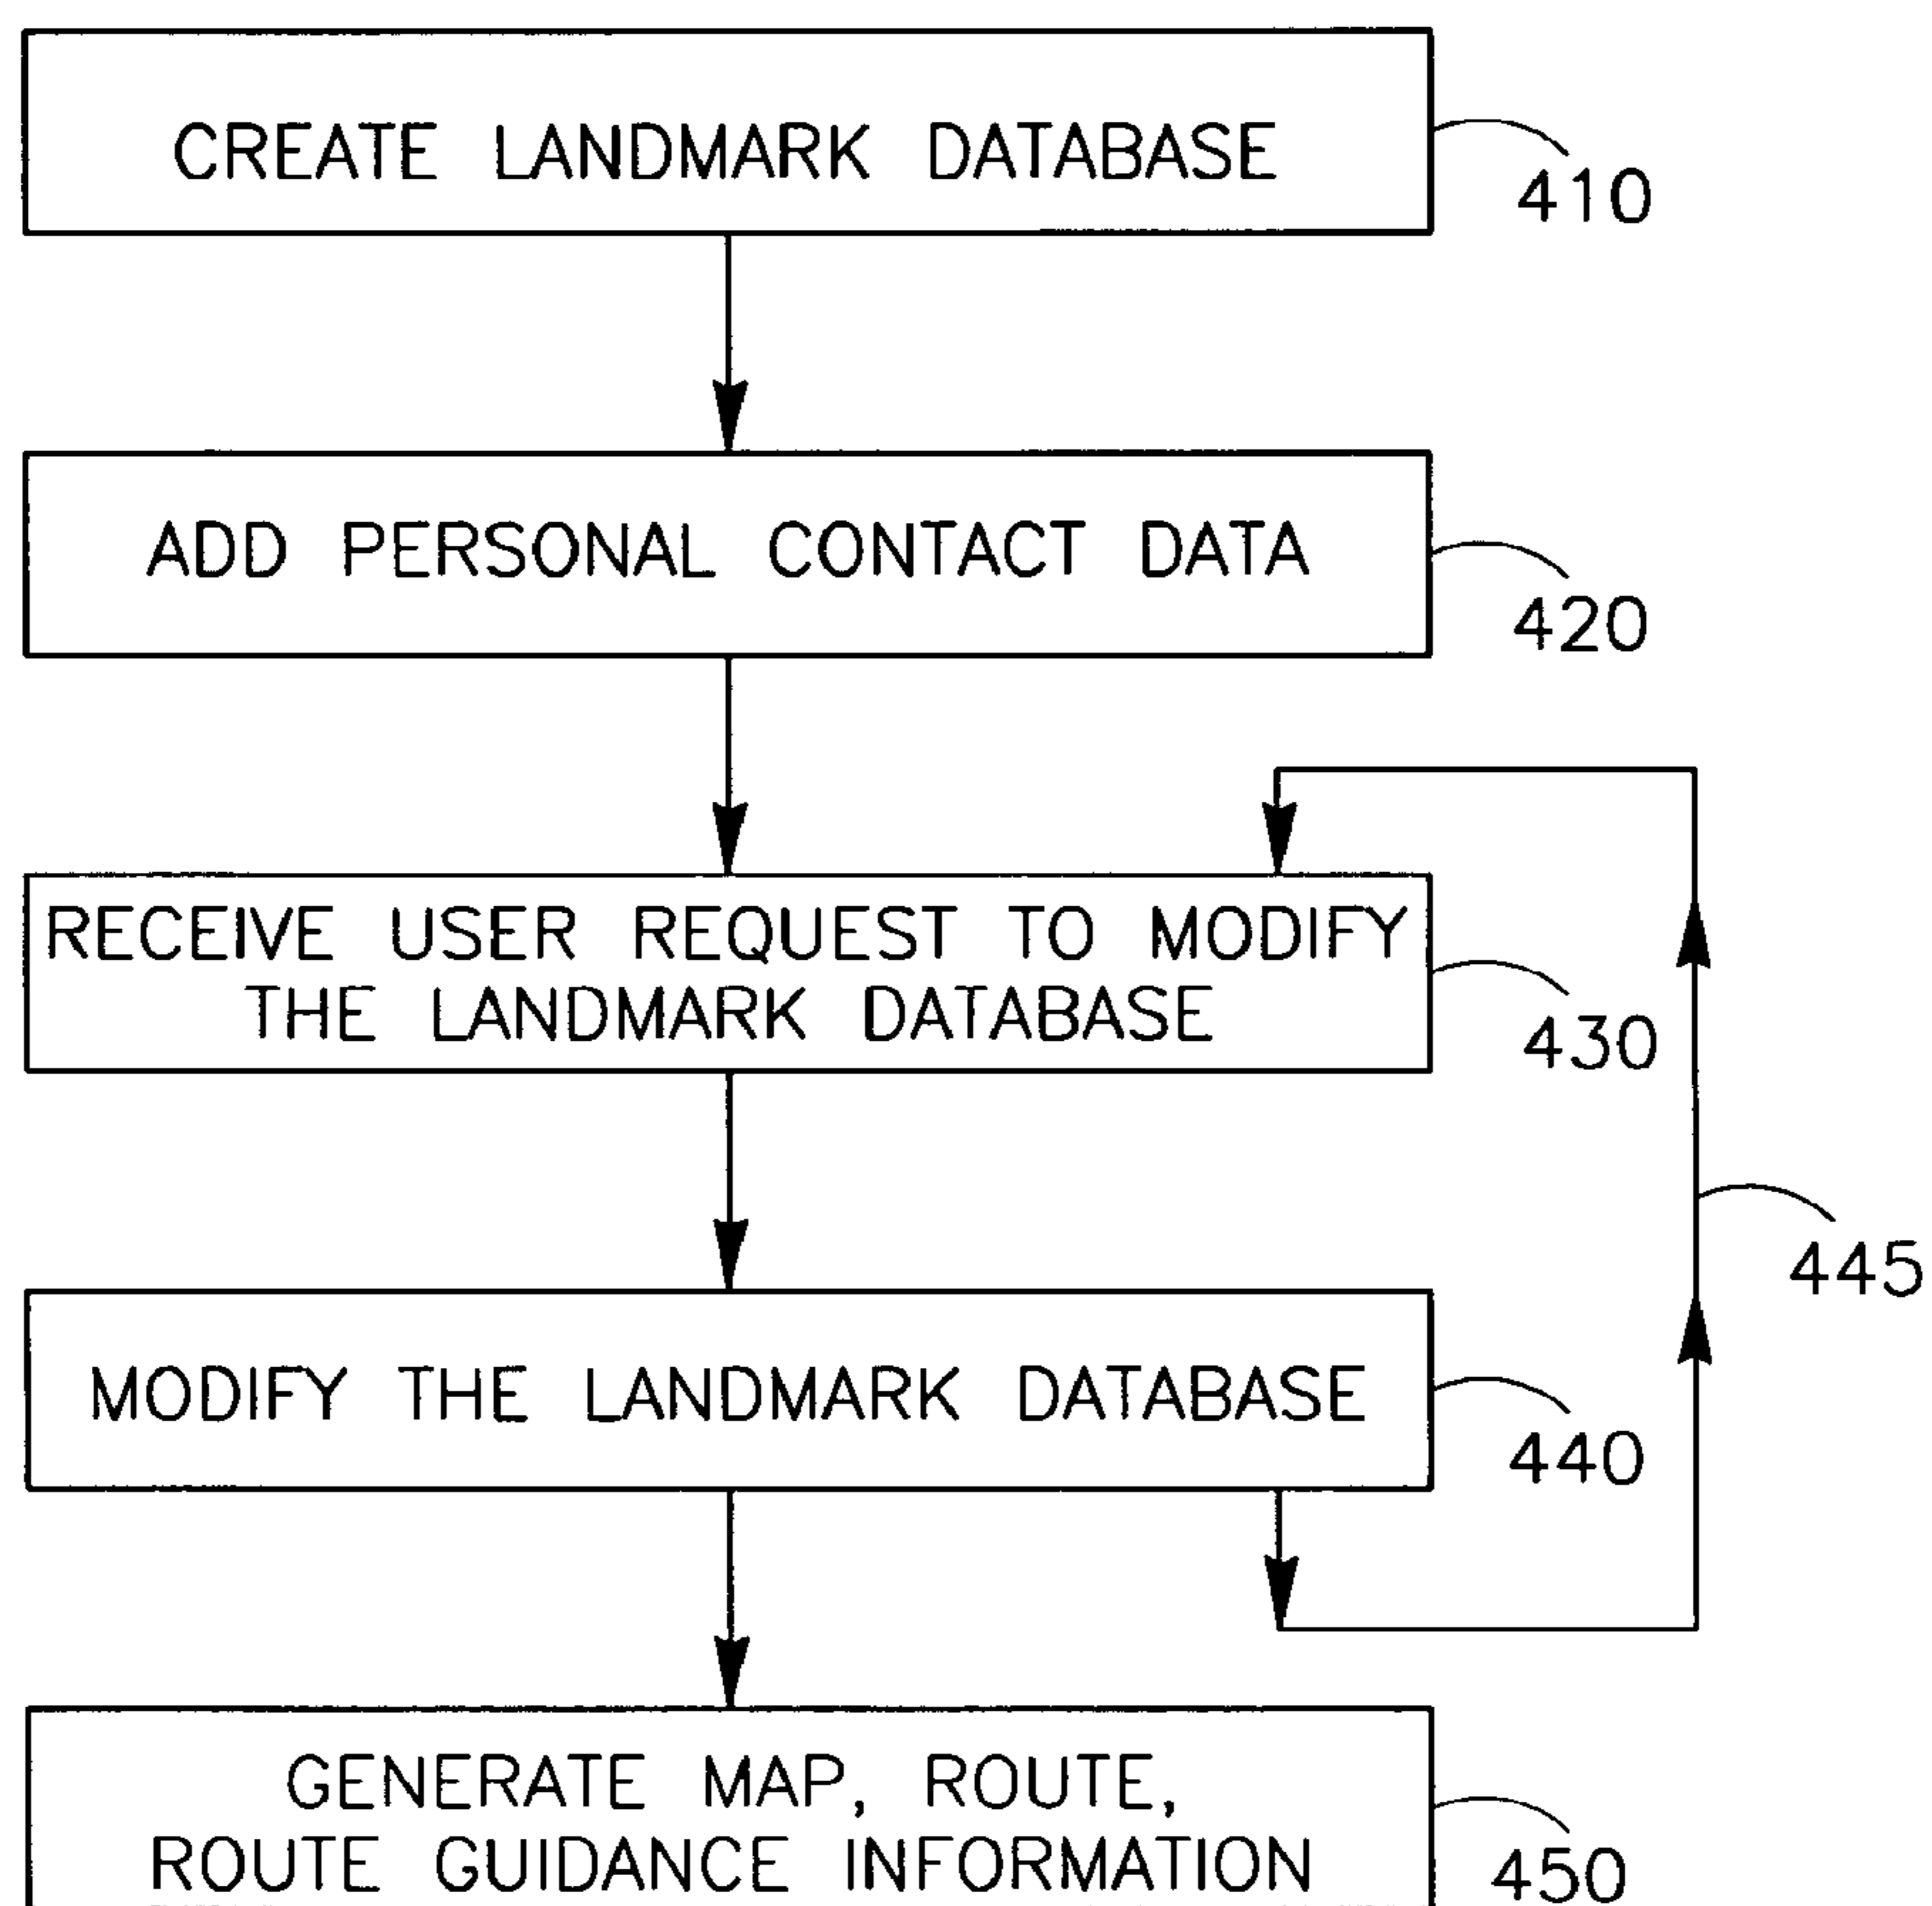 CREATE LANDMARK DATABASE
410
ADD PERSONAL CONTACT DATA
420
RECEIVE USER REQUEST TO MODIFY
THE LANDMARK DATABASE
430
445
MODIFY THE LANDMARK DATABASE
440
GENERATE MAP, ROUTE,
ROUTE GUIDANCE INFORMATION
450